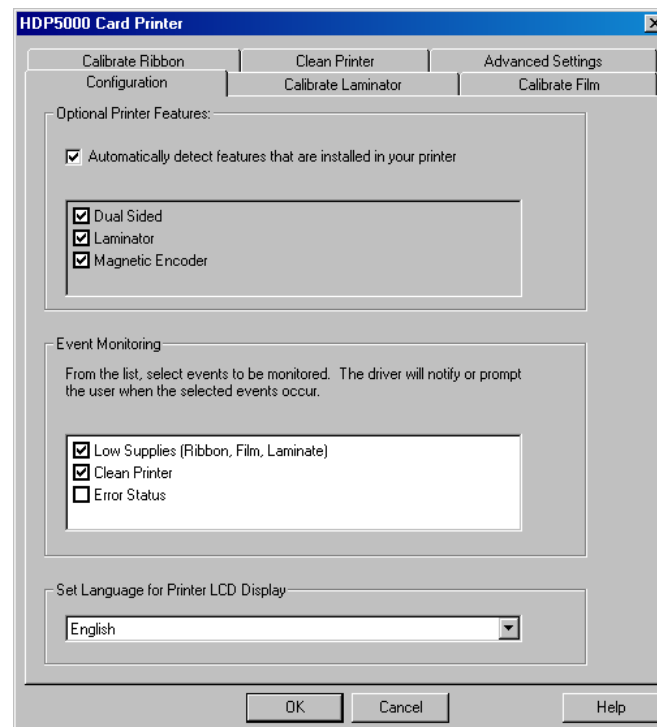 HDP5000 Card Printer
Calibrate Ribbon
Clean Printer
Advanced Settings
Configuration
Calibrate Laminator
Calibrate Film
Optional Printer Features:
Automatically detect features that are installed in your printer
Dual Sided
Laminator
Magnetic Encoder
Event Monitoring
From the list, select events to be monitored.  The driver will notify or prompt
the user when the selected events occur.
Low Supplies (Ribbon, Film, Laminate)
Clean Printer
Error Status
Set Language for Printer LCD Display
English
OK
Cancel
Help